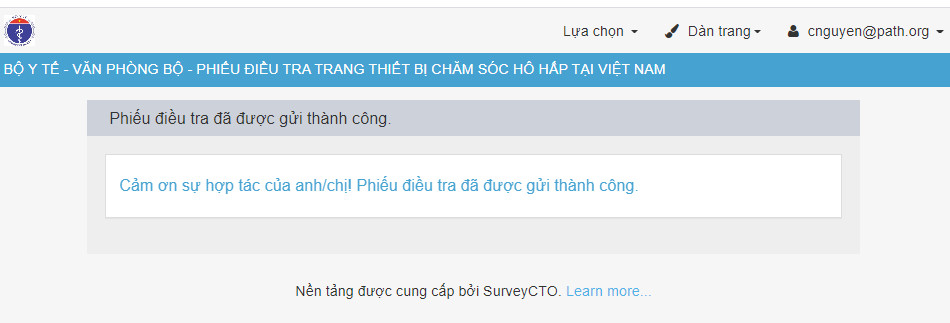 Lựa chọn Dàn trang cnguyen@path.org
BỘ Y TẾ - VĂN PHÒNG BỘ - PHIẾU ĐIỀU TRA TRANG THIẾT BỊ CHĂM SÓC HÔ HẤP TẠI VIỆT NAM
Phiếu điều tra đã được gửi thành công.
Cảm ơn sự hợp tác của anh/chị! Phiếu điều tra đã được gửi thành công.
Nền tảng được cung cấp bởi SurveyCTO. Learn more...